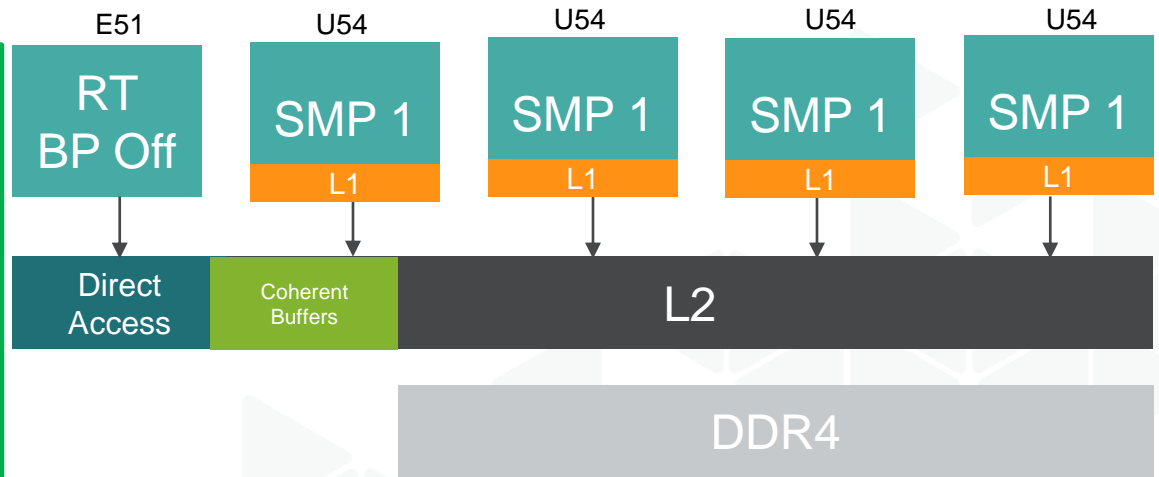 E51
U54
U54
U54
U54
RT
BP Off
SMP 1
SMP 1
SMP 1
SMP 1
L1
L1
L1
L1
Direct
Access
Coherent
Buffers
L2
DDR4